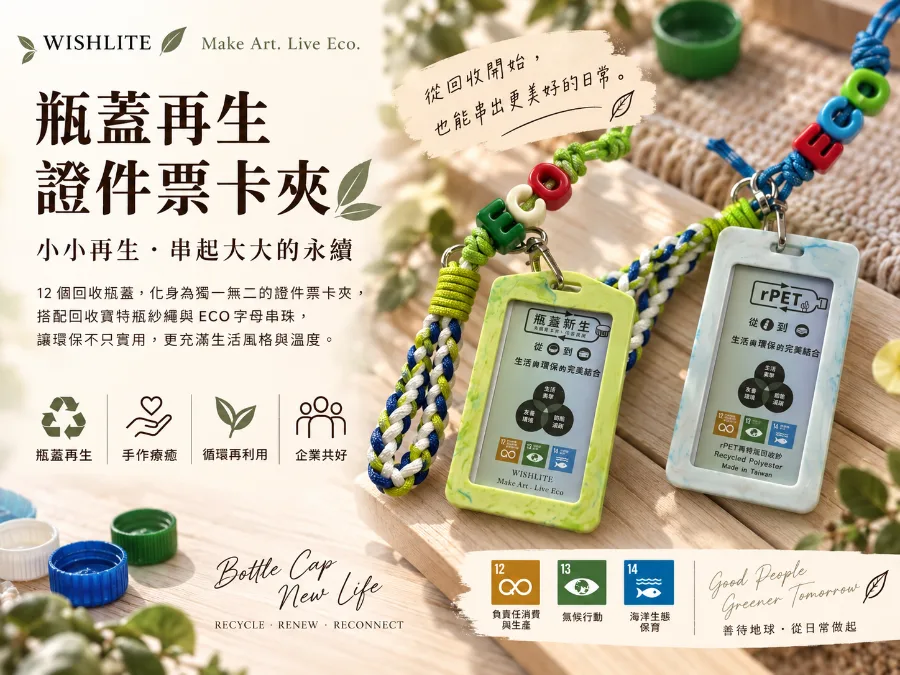 WISHLITE
Make Art. Live Eco.
瓶蓋再生
證件票卡夾
小小再生・串起大大的永續
12 個回收瓶蓋，化身為獨一無二的證件票卡夾，
搭配回收寶特瓶紗繩與 ECO 字母串珠，
讓環保不只實用，更充滿生活風格與溫度。
瓶蓋再生
手作療癒
循環再利用
企業共好
從回收開始，
也能串出更美好的日常。
ECO
ECO
瓶蓋新生
從 到
生活與環保的完美結合
生活
美學
友善
環境
節能
減碳
12
13
14
WISHLITE
Make Art . Live Eco
rPET
從 到
生活與環保的完美結合
生活
美學
友善
環境
節能
減碳
12
13
14
rPET寶特瓶回收紗
Recycled Polyester
Made in Taiwan
Bottle Cap
New Life
RECYCLE · RENEW · RECONNECT
12
負責任消費
與生產
13
氣候行動
14
海洋生態
保育
Good People
Greener Tomorrow
善待地球・從日常做起